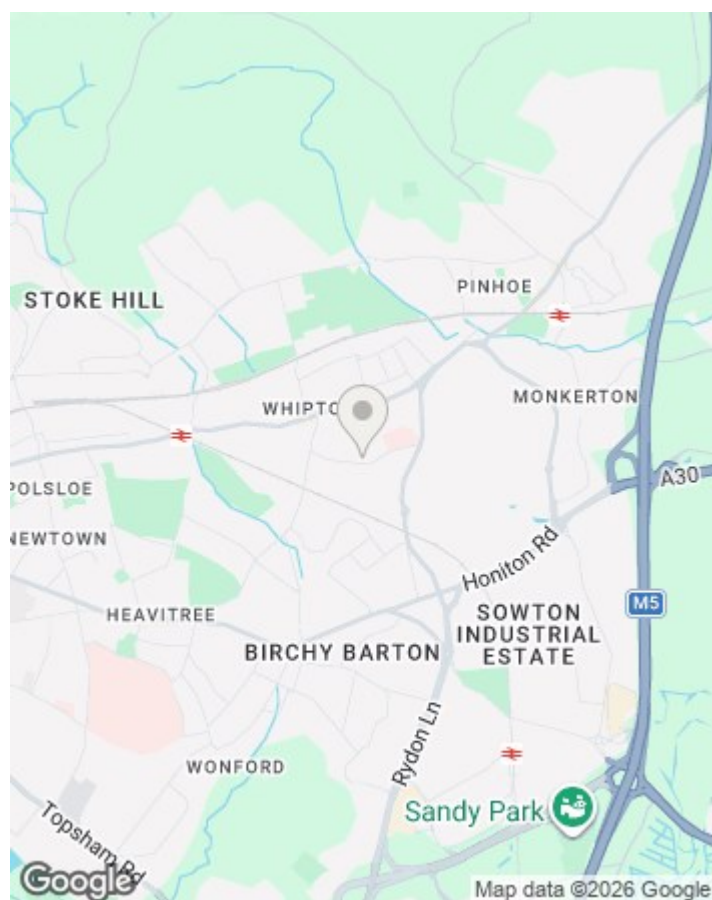 PINHOE
STOKE HILL
MONKERTON
WHIPTO
A30
POLSLOE
NEWTOWN
Honiton Rd
M5
HEAVITREE
SOWTON
INDUSTRIAL
ESTATE
BIRCHY BARTON
Rydon Ln
WONFORD
Sandy Park
Topsham Rd
Google
Map data ©2026 Google